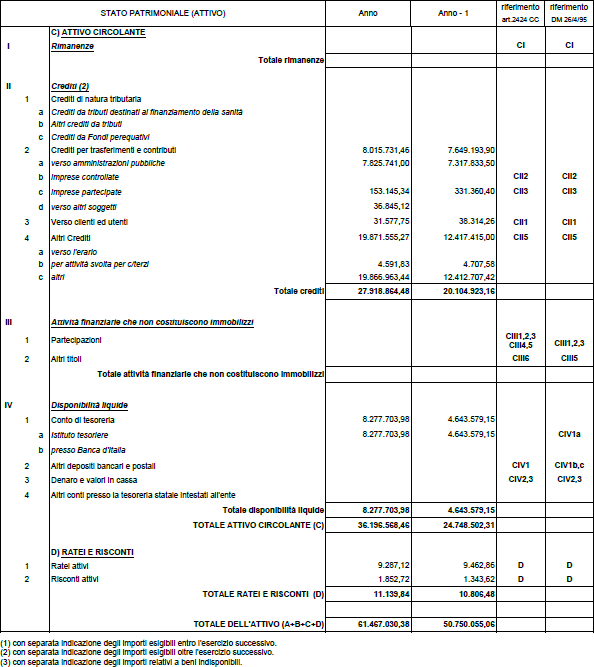 STATO PATRIMONIALE (ATTIVO) Anno Anno - 1 riferimento art.2424 CC riferimento DM 26/4/95
C) ATTIVO CIRCOLANTE
I Rimanenze CI CI
Totale rimanenze
II Crediti (2)
1 Crediti di natura tributaria
a Crediti da tributi destinati al finanziamento della sanità
b Altri crediti da tributi
c Crediti da Fondi perequativi
2 Crediti per trasferimenti e contributi 8.015.731,46 7.649.193,90
a verso amministrazioni pubbliche 7.825.741,00 7.317.833,50
b imprese controllate CII2 CII2
c imprese partecipate 153.145,34 331.360,40 CII3 CII3
d verso altri soggetti 36.845,12
3 Verso clienti ed utenti 31.577,75 38.314,26 CII1 CII1
4 Altri Crediti 19.871.555,27 12.417.415,00 CII5 CII5
a verso l'erario
b per attività svolta per c/terzi 4.591,83 4.707,58
c altri 19.866.963,44 12.412.707,42
Totale crediti 27.918.864,48 20.104.923,16
III Attività finanziarie che non costituiscono immobilizzi
1 Partecipazioni CIII1,2,3 CIII4,5 CIII1,2,3
2 Altri titoli CIII6 CIII5
Totale attività finanziarie che non costituiscono immobilizzi
IV Disponibilità liquide
1 Conto di tesoreria 8.277.703,98 4.643.579,15
a Istituto tesoriere 8.277.703,98 4.643.579,15 CIV1a
b presso Banca d'Italia
2 Altri depositi bancari e postali CIV1 CIV1b,c
3 Denaro e valori in cassa CIV2,3 CIV2,3
4 Altri conti presso la tesoreria statale intestati all'ente
Totale disponibilità liquide 8.277.703,98 4.643.579,15
TOTALE ATTIVO CIRCOLANTE (C) 36.196.568,46 24.748.502,31
D) RATEI E RISCONTI
1 Ratei attivi 9.287,12 9.462,86 D D
2 Risconti attivi 1.852,72 1.343,62 D D
TOTALE RATEI E RISCONTI (D) 11.139,84 10.806,48
TOTALE DELL'ATTIVO (A+B+C+D) 61.467.030,38 50.750.055,06
(1) con separata indicazione degli importi esigibili entro l'esercizio successivo.
(2) con separata indicazione degli importi esigibili oltre l'esercizio successivo.
(3) con separata indicazione degli importi relativi a beni indisponibili.